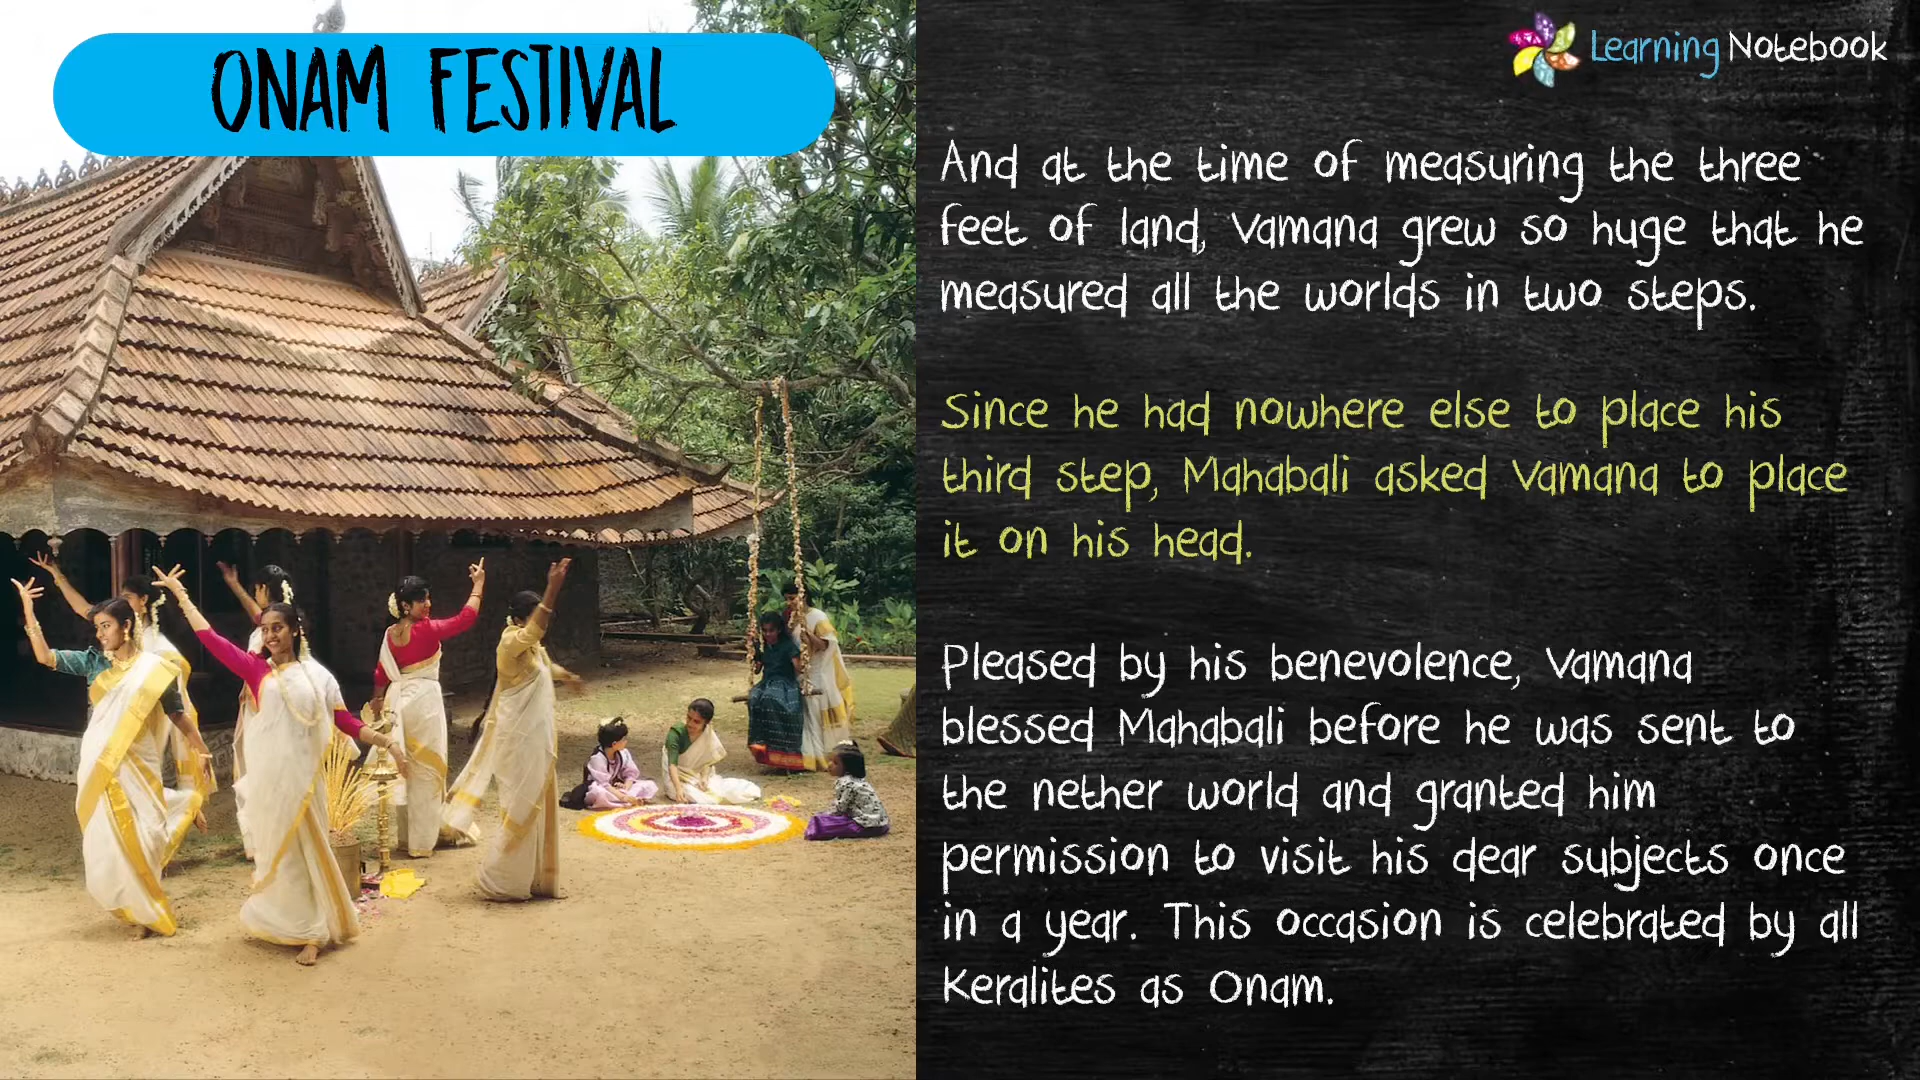 ONAM FESTIVAL
Learning Notebook
And at the time of measuring the three
feet of land, Vamana grew so huge that he
measured all the worlds in two steps.
Since he had nowhere else to place his
third step, Mahabali asked Vamana to place
it on his head.
Pleased by his benevolence, Vamana
blessed Mahabali before he was sent to
the nether world and granted him
permission to visit his dear subjects once
in a year. This occasion is celebrated by all
Keralites as Onam.